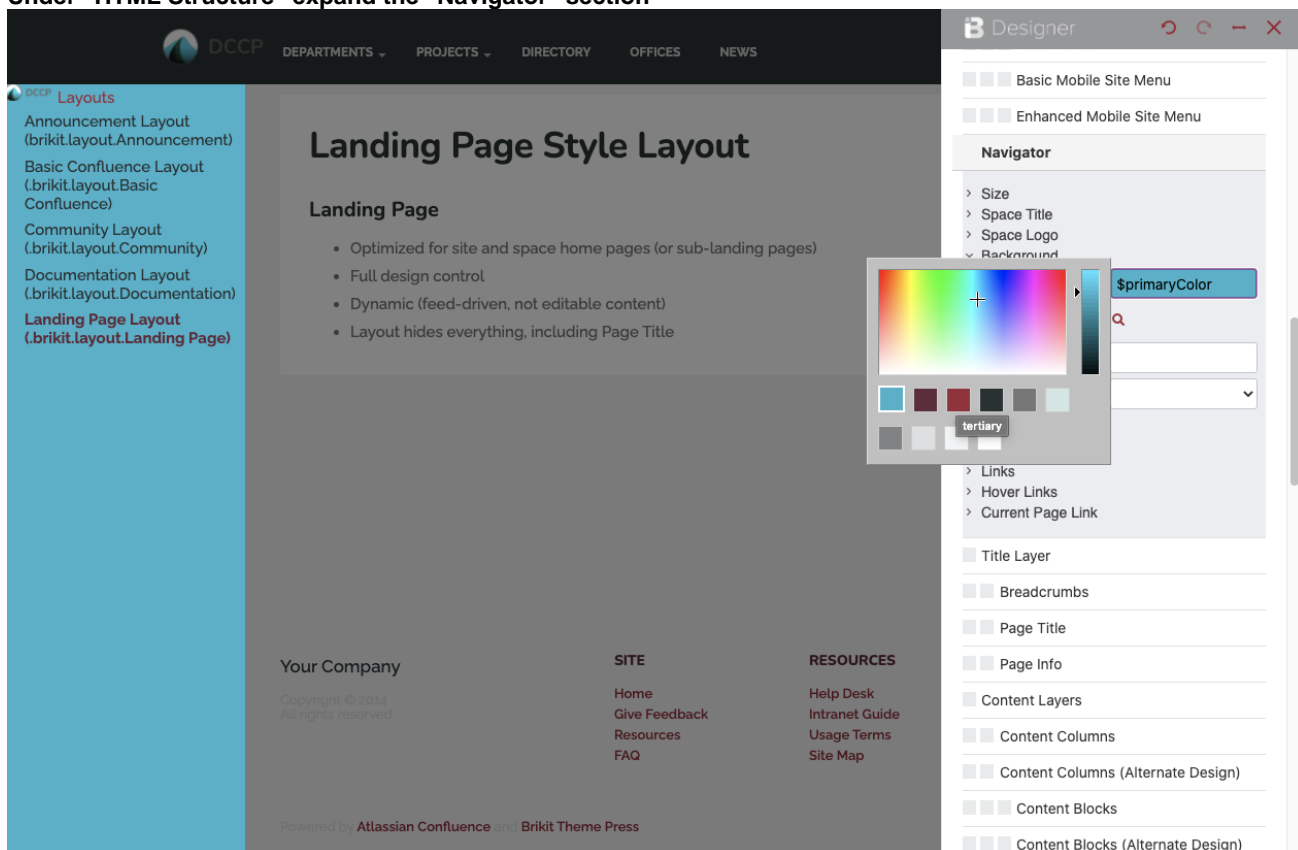 Under "HTML Structure" expand the "Navigator" section
DCCP
DEPARTMENTS
PROJECTS
DIRECTORY
OFFICES
NEWS
DCCP
Layouts
Announcement Layout
(brikit.layout.Announcement)
Basic Confluence Layout
(.brikit.layout.Basic
Confluence)
Community Layout
(.brikit.layout.Community)
Documentation Layout
(.brikit.layout.Documentation)
Landing Page Layout
(.brikit.layout.Landing Page)
Landing Page Style Layout
Landing Page
Optimized for site and space home pages (or sub-landing pages)
Full design control
Dynamic (feed-driven, not editable content)
Layout hides everything, including Page Title
Your Company
Copyright © 2014
All rights reserved
SITE
Home
Give Feedback
Resources
FAQ
RESOURCES
Help Desk
Intranet Guide
Usage Terms
Site Map
Powered by Atlassian Confluence and Brikit Theme Press
Designer
Basic Mobile Site Menu
Enhanced Mobile Site Menu
Navigator
Size
Space Title
Space Logo
Background
$primaryColor
tertiary
Links
Hover Links
Current Page Link
Title Layer
Breadcrumbs
Page Title
Page Info
Content Layers
Content Columns
Content Columns (Alternate Design)
Content Blocks
Content Blocks (Alternate Design)